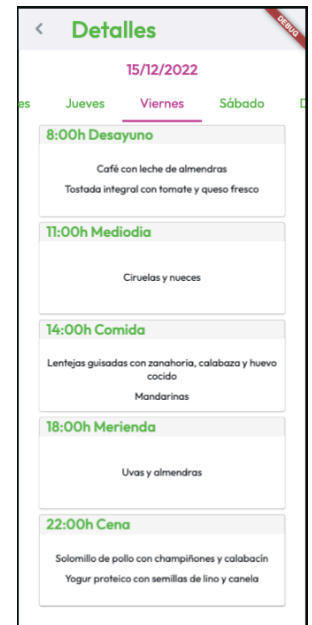 Detalles
DEBUG
15/12/2022
es Jueves Viernes Sábado D
8:00h Desayuno
Café con leche de almendras
Tostada integral con tomate y queso fresco
11:00h Mediodia
Ciruelas y nueces
14:00h Comida
Lentejas guisadas con zanahoria, calabaza y huevo
cocido
Mandarinas
18:00h Merienda
Uvas y almendras
22:00h Cena
Solomillo de pollo con champiñones y calabacín
Yogur proteico con semillas de lino y canela